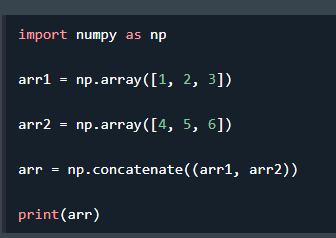 import numpy as np
arr1 = np.array([1, 2, 3])
arr2 = np.array([4, 5, 6])
arr = np.concatenate((arr1, arr2))
print(arr)